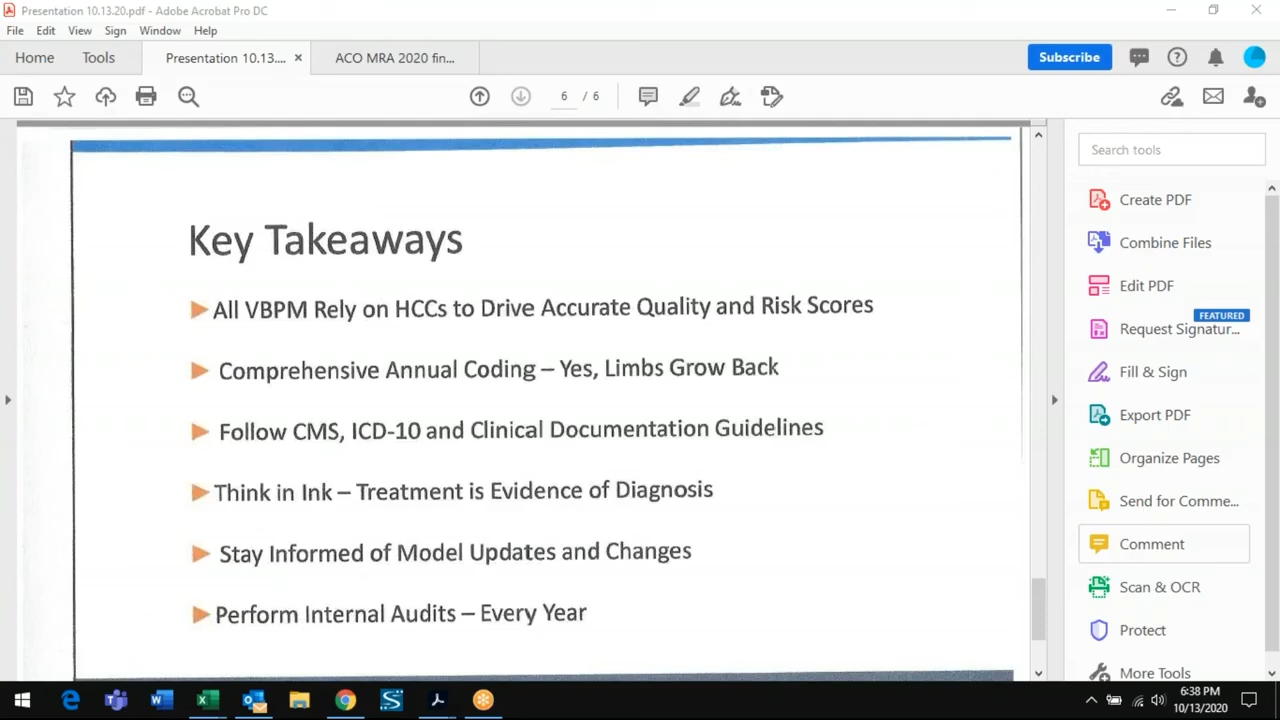 Presentation 10.13.20.pdf - Adobe Acrobat Pro DC
File Edit View Sign Window Help
Home Tools Presentation 10.13.... × ACO MRA 2020 fin... Subscribe
6 / 6
Search tools
Key Takeaways
All VBPM Rely on HCCs to Drive Accurate Quality and Risk Scores
Comprehensive Annual Coding – Yes, Limbs Grow Back
Follow CMS, ICD-10 and Clinical Documentation Guidelines
Think in Ink – Treatment is Evidence of Diagnosis
Stay Informed of Model Updates and Changes
Perform Internal Audits – Every Year
Create PDF
Combine Files
Edit PDF
FEATURED
Request Signatur...
Fill & Sign
Export PDF
Organize Pages
Send for Comme...
Comment
Scan & OCR
Protect
More Tools
6:38 PM
10/13/2020